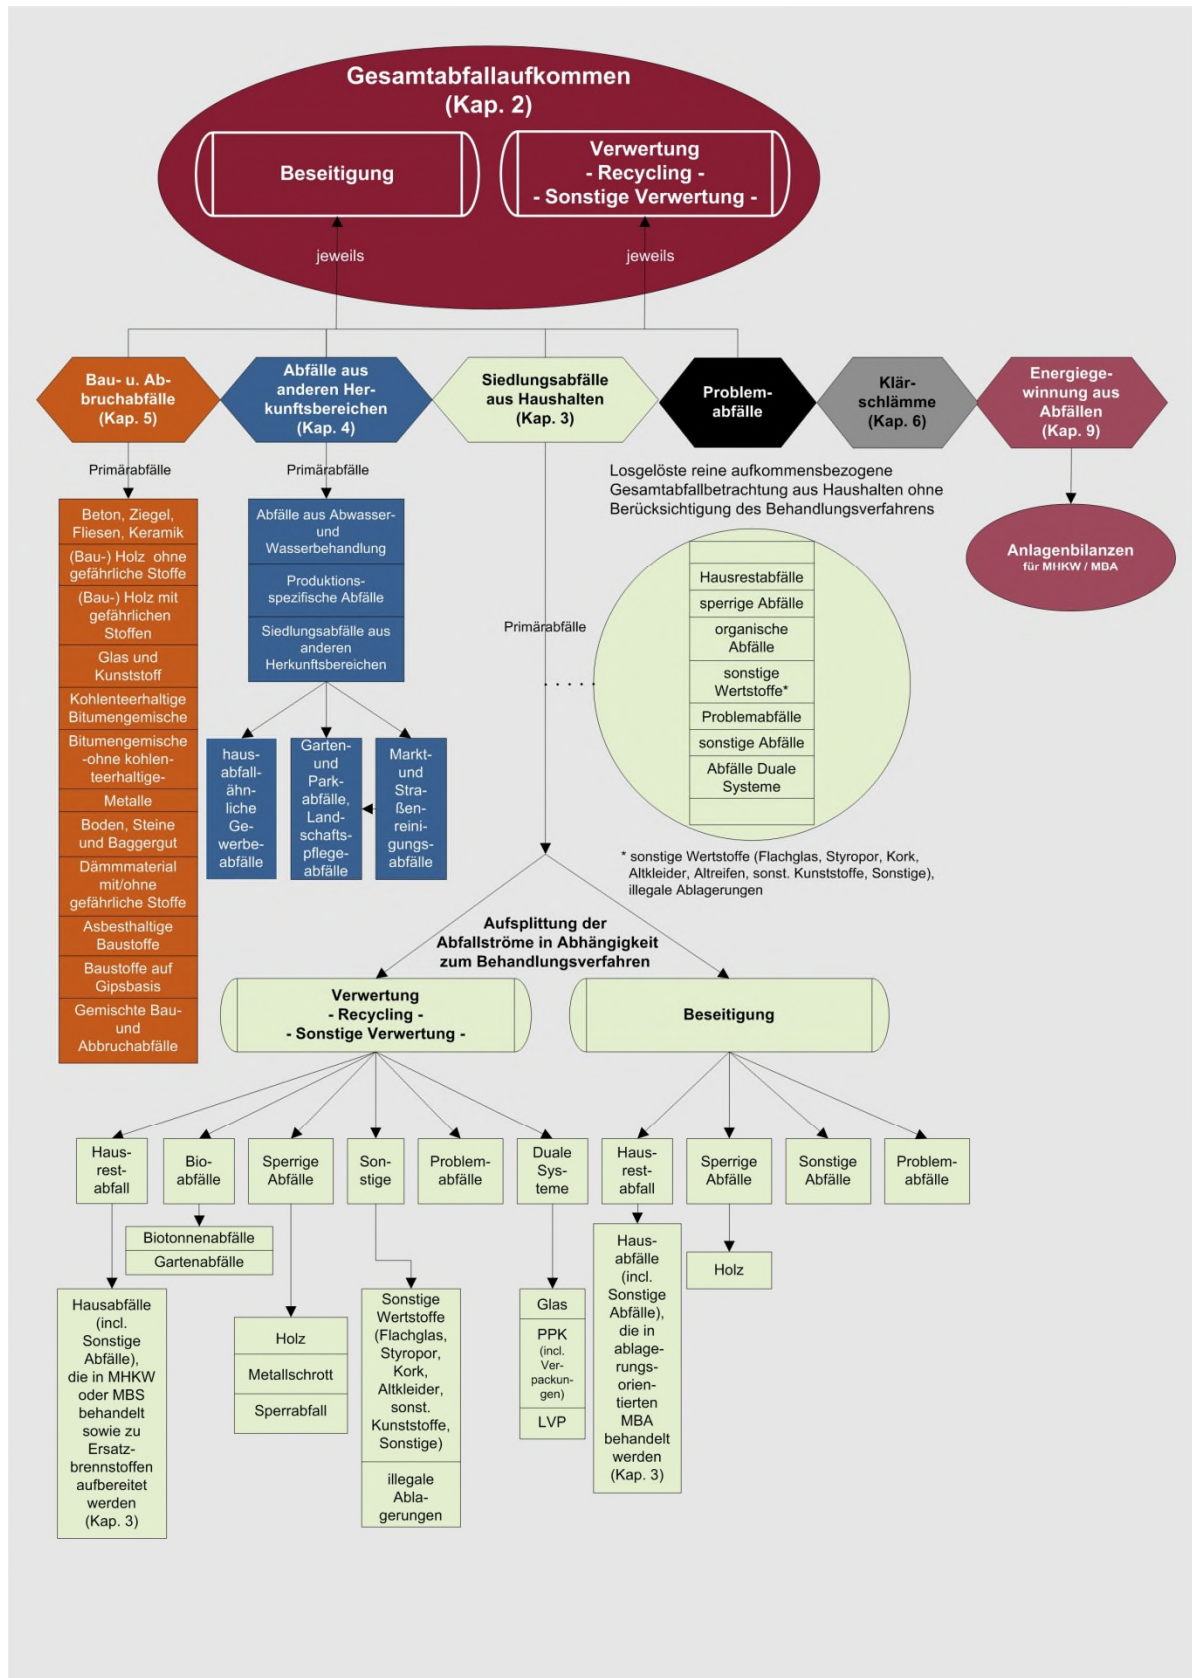 Gesamtabfallaufkommen
(Kap. 2)
Beseitigung
Verwertung
- Recycling -
- Sonstige Verwertung -
jeweils
jeweils
Bau- u. Ab-
bruchabfälle
(Kap. 5)
Abfälle aus
anderen Her-
kunftsbereichen
(Kap. 4)
Siedlungsabfälle
aus Haushalten
(Kap. 3)
Problem-
abfälle
Klär-
schlämme
(Kap. 6)
Energiege-
winnung aus
Abfällen
(Kap. 9)
Primärabfälle
Beton, Ziegel,
Fliesen, Keramik
(Bau-) Holz ohne
gefährliche Stoffe
(Bau-) Holz mit
gefährlichen
Stoffen
Glas und
Kunststoff
Kohlenteerhaltige
Bitumengemische
Bitumengemische
-ohne kohlen-
teerhaltige-
Metalle
Boden, Steine
und Baggergut
Dämmmaterial
mit/ohne
gefährliche Stoffe
Asbesthaltige
Baustoffe
Baustoffe auf
Gipsbasis
Gemischte Bau-
und
Abbruchabfälle
Primärabfälle
Abfälle aus Abwasser-
und
Wasserbehandlung
Produktions-
spezifische Abfälle
Siedlungsabfälle aus
anderen
Herkunftsbereichen
haus-
abfall-
ähn-
liche
Ge-
werbe-
abfälle
Garten-
und
Park-
abfälle,
Land-
schafts-
pflege-
abfälle
Markt-
und
Stra-
ßen-
reini-
gungs-
abfälle
Losgelöste reine aufkommensbezogene
Gesamtabfallbetrachtung aus Haushalten ohne
Berücksichtigung des Behandlungsverfahrens
Primärabfälle
Hausrestabfälle
sperrige Abfälle
organische
Abfälle
sonstige
Wertstoffe*
Problemabfälle
sonstige Abfälle
Abfälle Duale
Systeme
* sonstige Wertstoffe (Flachglas, Styropor, Kork,
Altkleider, Altreifen, sonst. Kunststoffe, Sonstige),
illegale Ablagerungen
Anlagenbilanzen
für MHKW / MBA
Aufsplittung der
Abfallströme in Abhängigkeit
zum Behandlungsverfahren
Verwertung
- Recycling -
- Sonstige Verwertung -
Beseitigung
Haus-
rest-
abfall
Bio-
abfälle
Sperrige
Abfälle
Son-
stige
Problem-
abfälle
Duale
Sys-
teme
Haus-
rest-
abfall
Sperrige
Abfälle
Sonstige
Abfälle
Problem-
abfälle
Biotonnenabfälle
Gartenabfälle
Hausabfälle
(incl.
Sonstige
Abfälle),
die in MHKW
oder MBS
behandelt
sowie zu
Ersatz-
brennstoffen
aufbereitet
werden
(Kap. 3)
Holz
Metallschrott
Sperrabfall
Sonstige
Wertstoffe
(Flachglas,
Styropor,
Kork,
Altkleider,
sonst.
Kunststoffe,
Sonstige)
illegale
Abla-
gerungen
Glas
PPK
(incl.
Ver-
packungen)
LVP
Haus-
abfälle
(incl.
Sonstige
Abfälle),
die in
ablage-
rungs-
orien-
tierten
MBA
behandelt
werden
(Kap. 3)
Holz